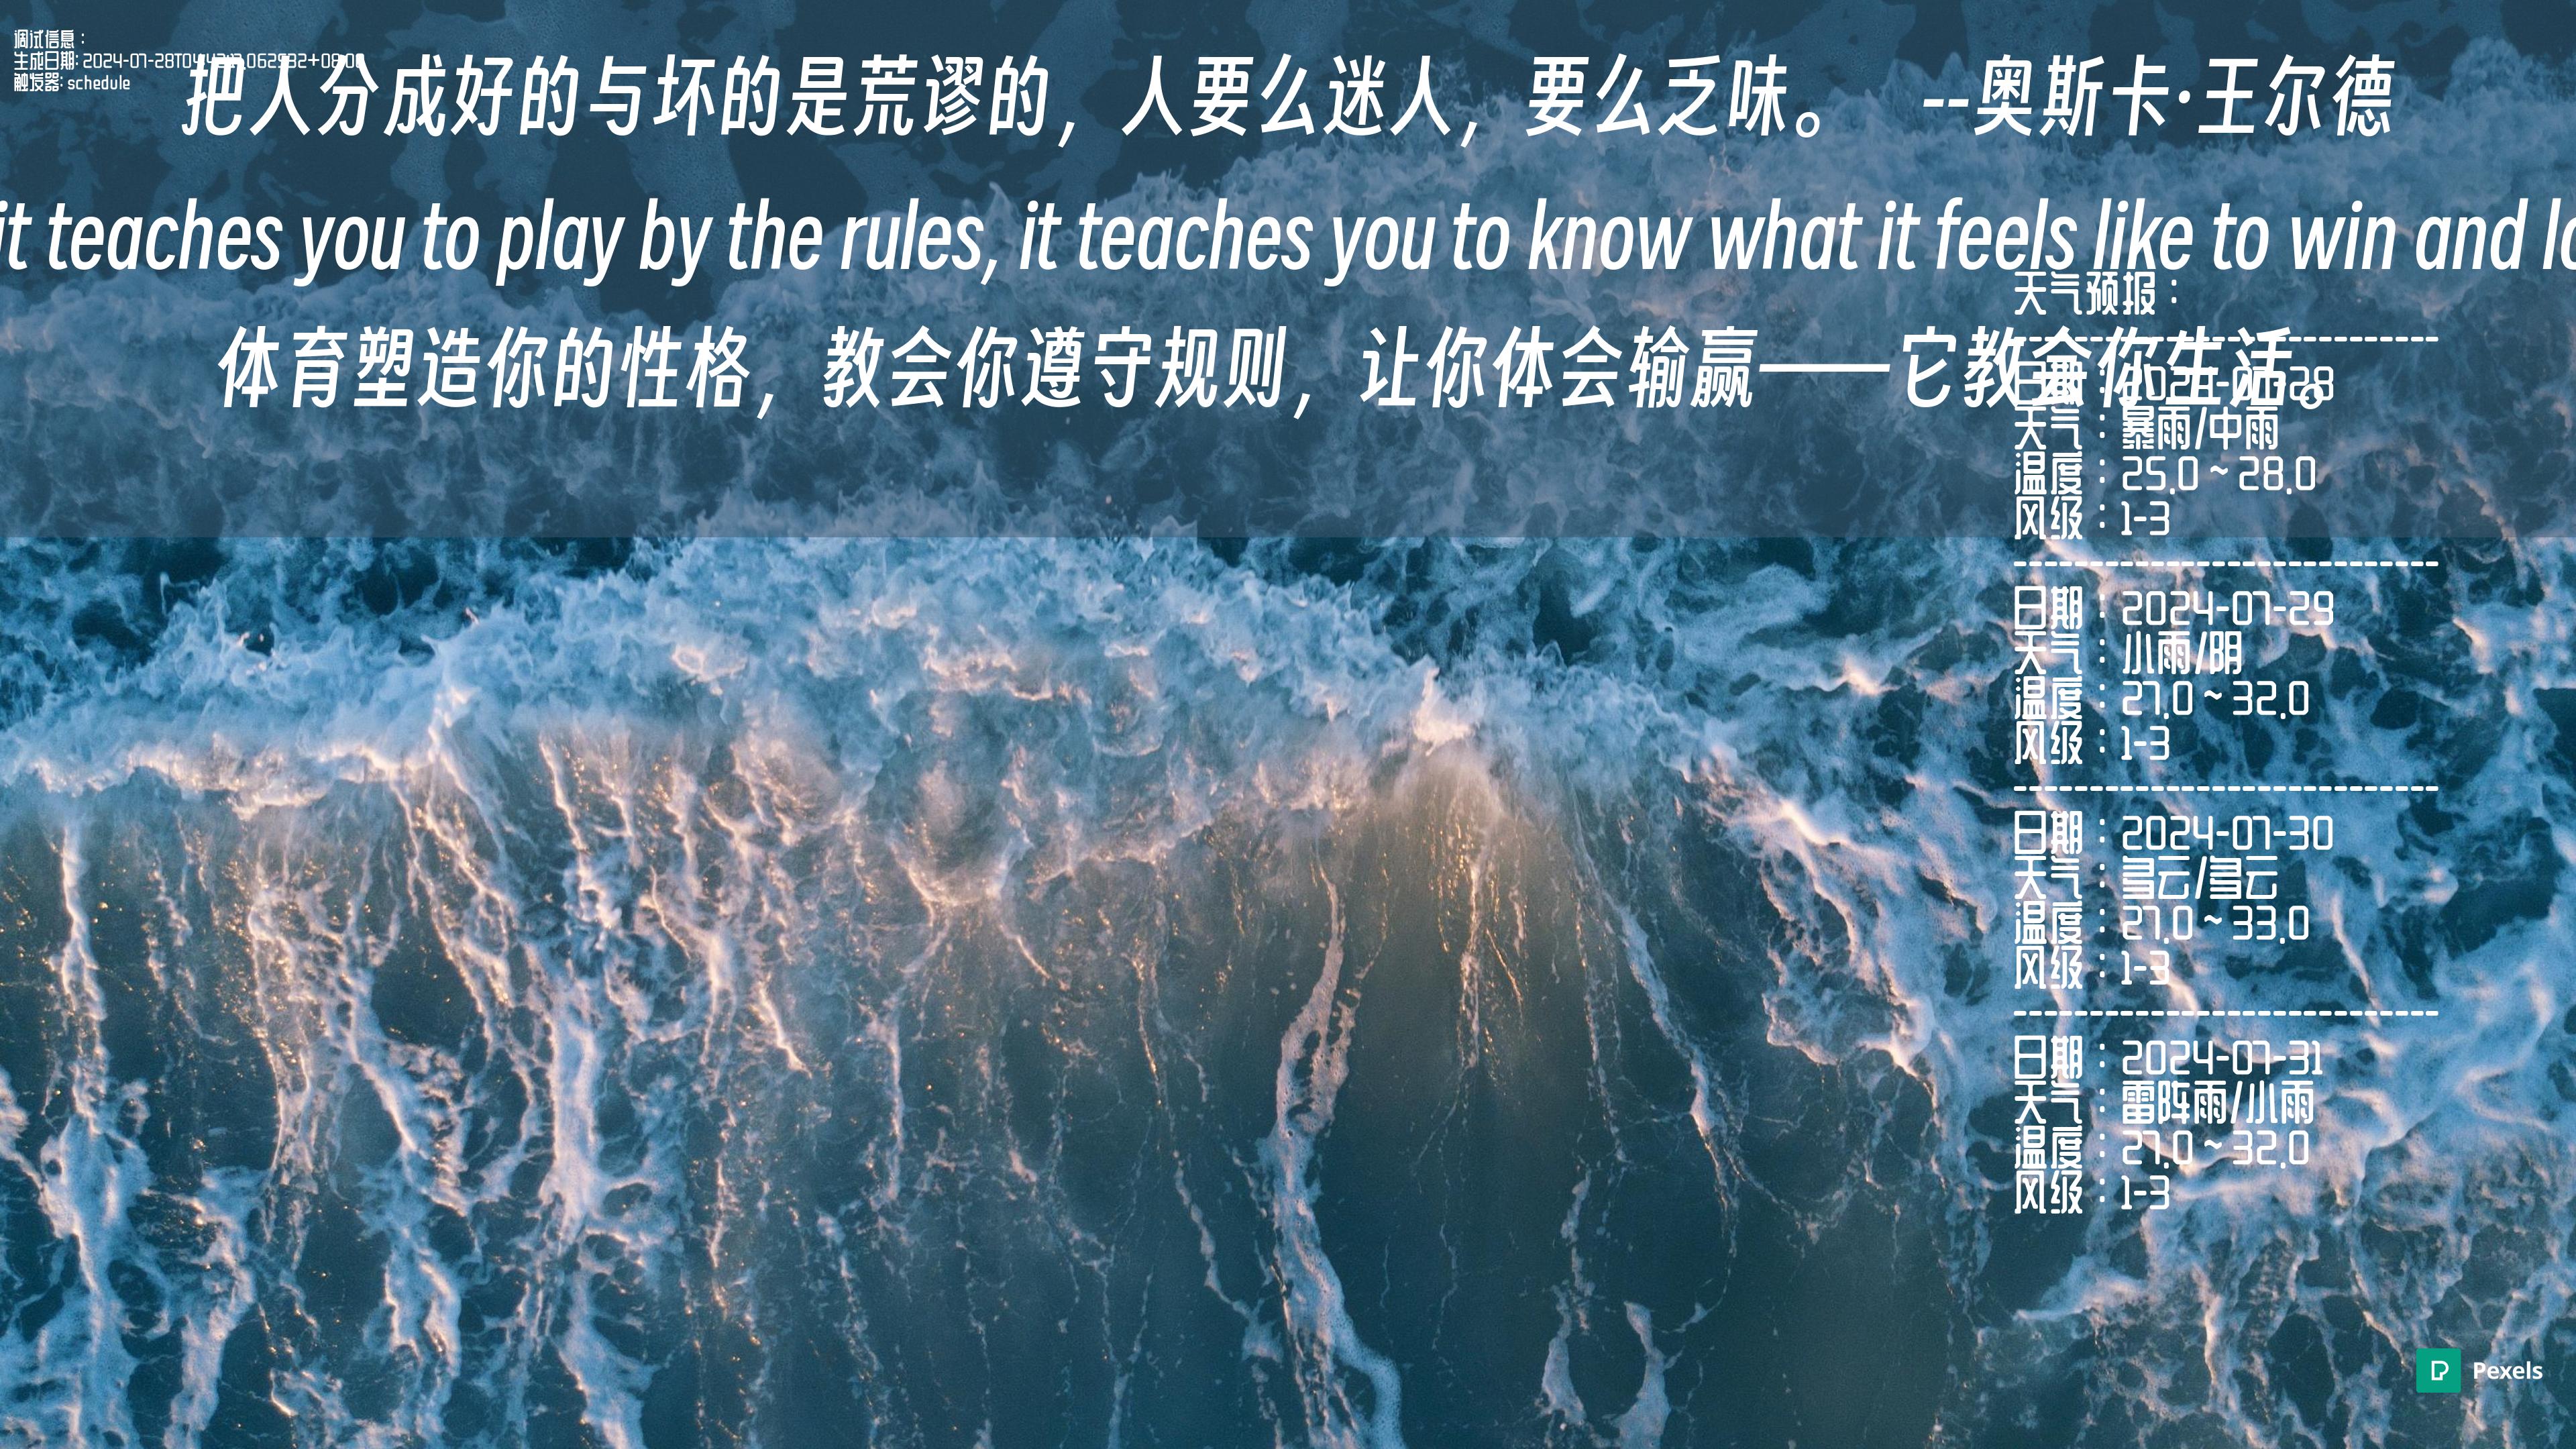 调试信息：
生成日期: 2024-07-28T04:42:17.062932+08:00
触发器: schedule
把人分成好的与坏的是荒谬的，人要么迷人，要么乏味。 --奥斯卡·王尔德
it teaches you to play by the rules, it teaches you to know what it feels like to win and lo
体育塑造你的性格，教会你遵守规则，让你体会输赢——它教会你生活。
天气预报：
----------------------------
日期：2024-07-28
天气：暴雨/中雨
温度：25.0 ~ 28.0
风级：1-3
----------------------------
日期：2024-07-29
天气：小雨/阴
温度：27.0 ~ 32.0
风级：1-3
----------------------------
日期：2024-07-30
天气：多云/多云
温度：27.0 ~ 33.0
风级：1-3
----------------------------
日期：2024-07-31
天气：雷阵雨/小雨
温度：27.0 ~ 32.0
风级：1-3
Pexels